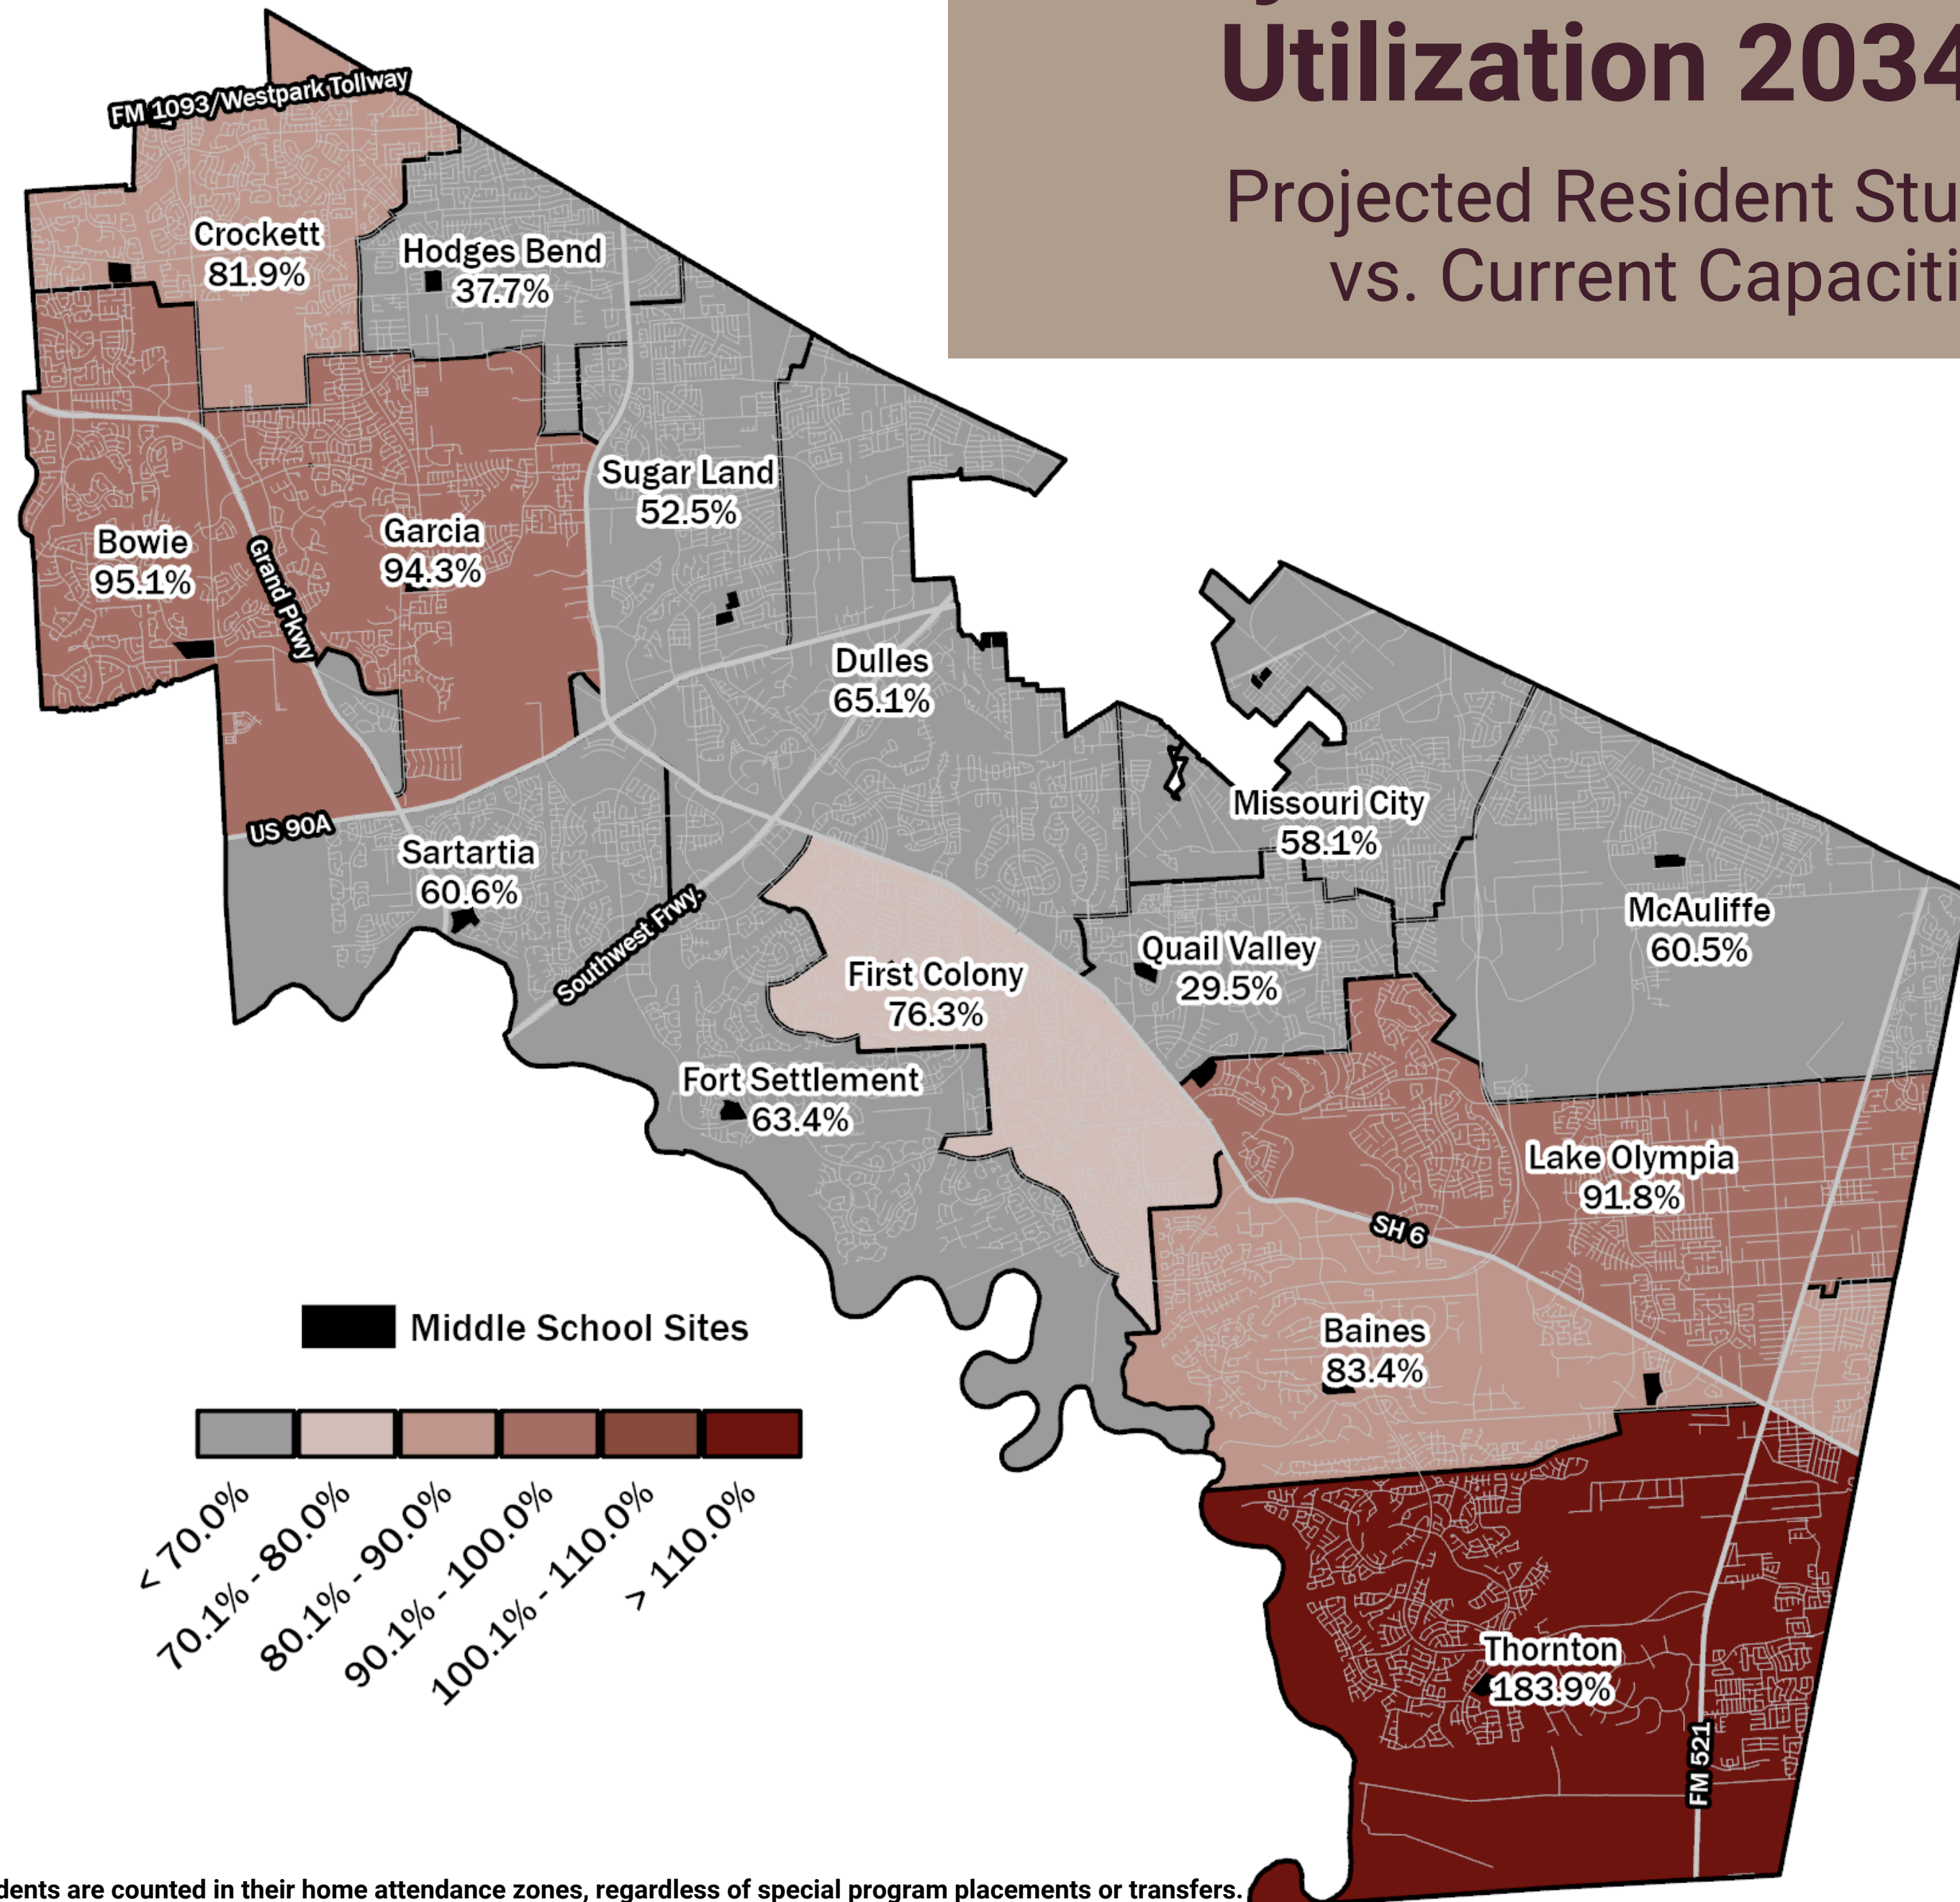 Utilization 2034
Projected Resident Stu
vs. Current Capaciti
FM 1093/Westpark Tollway
Crockett
81.9%
Hodges Bend
37.7%
Sugar Land
52.5%
Bowie
95.1%
Garcia
94.3%
Grand Pkwy
Dulles
65.1%
US 90A
Sartartia
60.6%
Southwest Frwy.
Missouri City
58.1%
McAuliffe
60.5%
Quail Valley
29.5%
First Colony
76.3%
Fort Settlement
63.4%
Lake Olympia
91.8%
SH 6
Baines
83.4%
Thornton
183.9%
FM 521
Middle School Sites
< 70.0%
70.1% - 80.0%
80.1% - 90.0%
90.1% - 100.0%
100.1% - 110.0%
> 110.0%
dents are counted in their home attendance zones, regardless of special program placements or transfers.